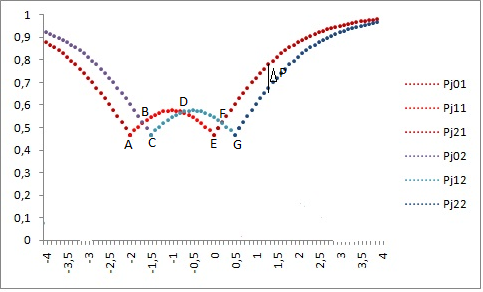 1
0,9
0,8
0,7
0,6
0,5
0,4
0,3
0,2
0,1
0
A
B
C
D
E
F
G
Δ P
-4
-3,5
-3
-2,5
-2
-1,5
-1
-0,5
0
0,5
1
1,5
2
2,5
3
3,5
4
Pj01
Pj11
Pj21
Pj02
Pj12
Pj22